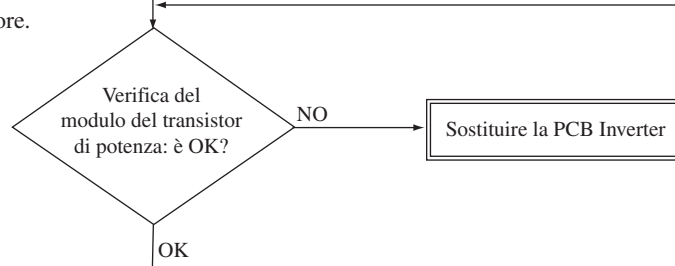 ore.
Verifica del
modulo del transistor
di potenza: è OK?
NO
Sostituire la PCB Inverter
OK